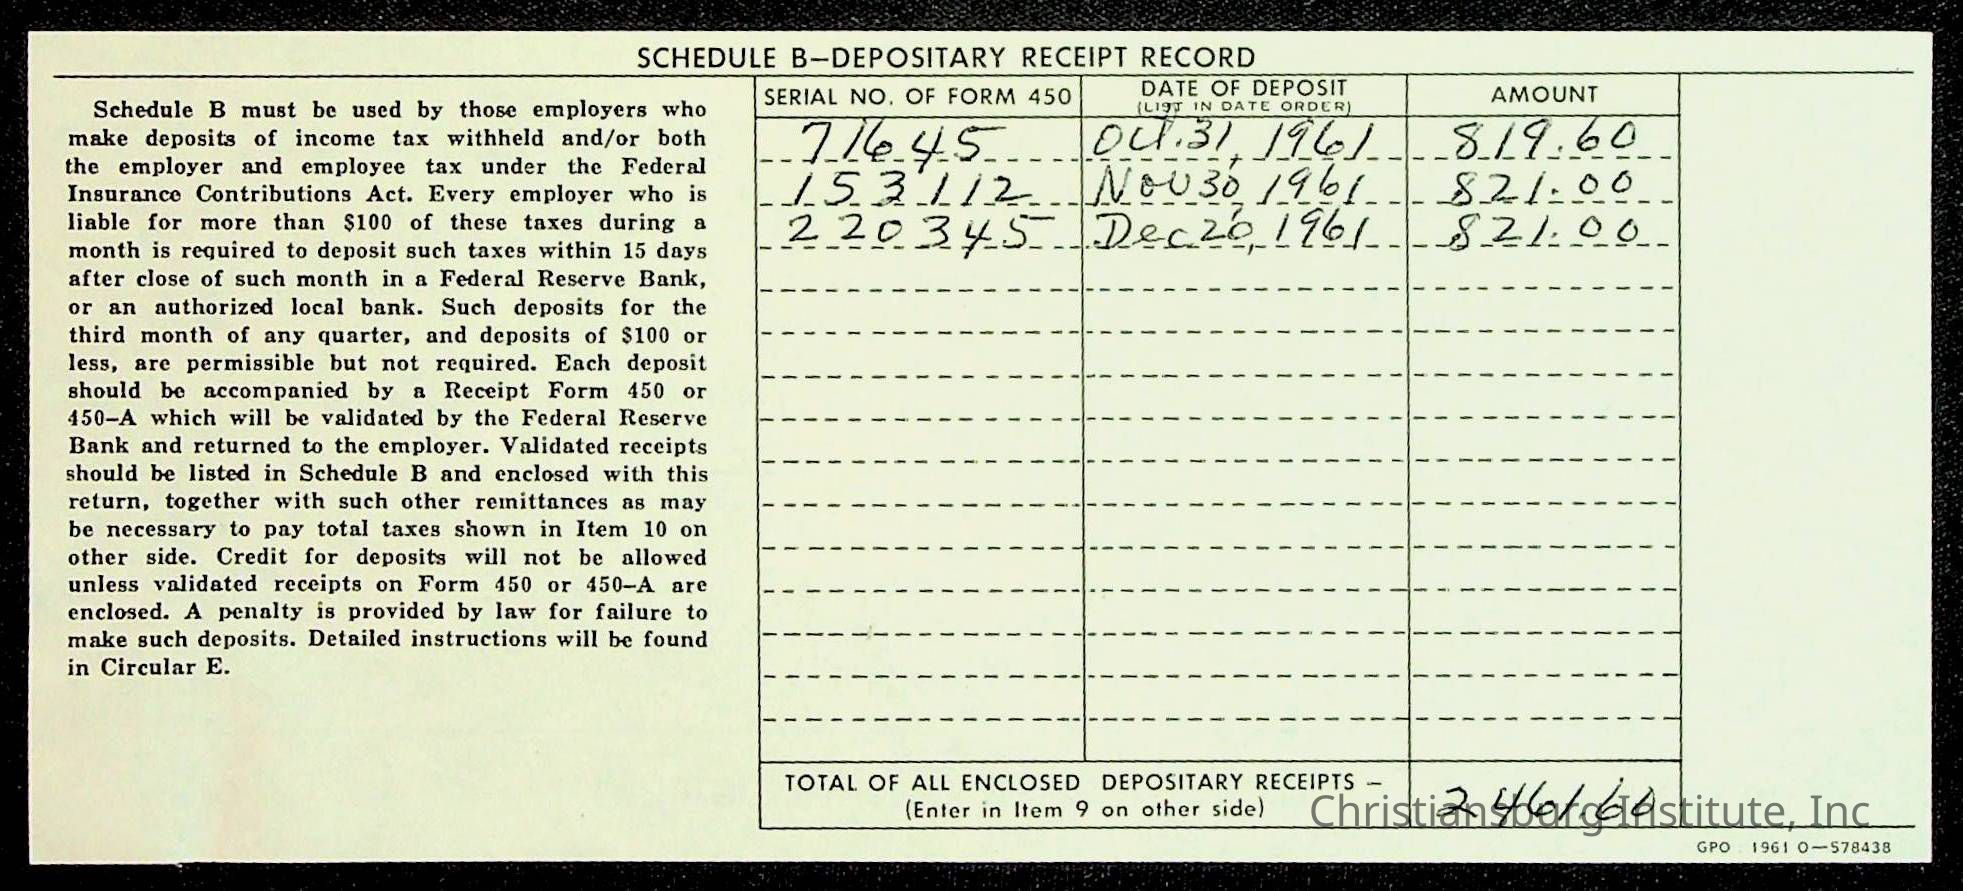 SCHEDULE B—DEPOSITARY RECEIPT RECORD
Schedule B must be used by those employers who
make deposits of income tax withheld and/or both
the employer and employee tax under the Federal
Insurance Contributions Act. Every employer who is
liable for more than $100 of these taxes during a
month is required to deposit such taxes within 15 days
after close of such month in a Federal Reserve Bank,
or an authorized local bank. Such deposits for the
third month of any quarter, and deposits of $100 or
less, are permissible but not required. Each deposit
should be accompanied by a Receipt Form 450 or
450–A which will be validated by the Federal Reserve
Bank and returned to the employer. Validated receipts
should be listed in Schedule B and enclosed with this
return, together with such other remittances as may
be necessary to pay total taxes shown in Item 10 on
other side. Credit for deposits will not be allowed
unless validated receipts on Form 450 or 450–A are
enclosed. A penalty is provided by law for failure to
make such deposits. Detailed instructions will be found
in Circular E.
SERIAL NO. OF FORM 450 DATE OF DEPOSIT AMOUNT
(LIST IN DATE ORDER)
71645 Oct. 31, 1961 819.60
153112 Nov 30, 1961 821.00
220345 Dec 20, 1961 821.00
TOTAL OF ALL ENCLOSED DEPOSITARY RECEIPTS — 2461.60
(Enter in Item 9 on other side)
Christiansburg Institute, Inc
GPO : 1961 O—578438